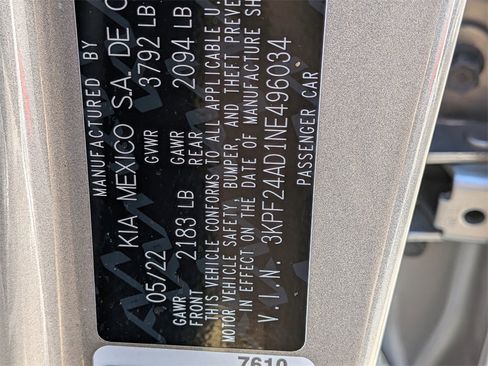 MANUFACTURED BY
05/22 KIA MEXICO S.A. DE C
GVWR 3792 LB
GAWR FRONT 2183 LB GAWR REAR 2094 LB
THIS VEHICLE CONFORMS TO ALL APPLICABLE U.
MOTOR VEHICLE SAFETY, BUMPER, AND THEFT PREVE
IN EFFECT ON THE DATE OF MANUFACTURE SH
V.I.N. 3KPF24AD1NE496034
PASSENGER CAR
7610